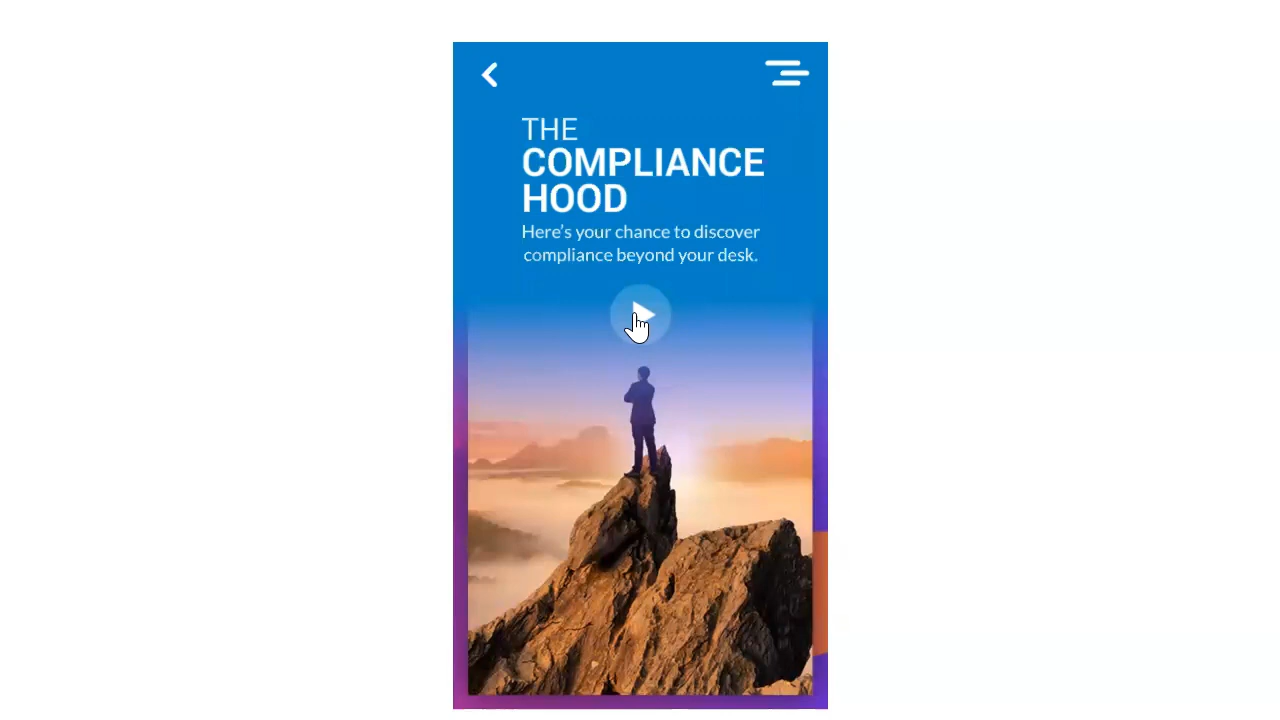 THE
COMPLIANCE
HOOD
Here's your chance to discover
compliance beyond your desk.